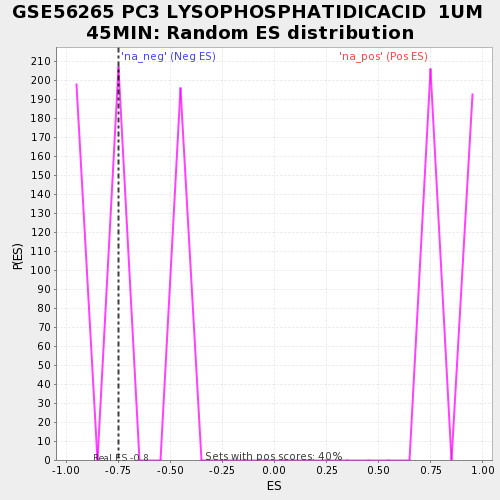 GSE56265 PC3 LYSOPHOSPHATIDICACID 1UM
45MIN: Random ES distribution
'na_neg' (Neg ES)
'na_pos' (Pos ES)
210
200
190
180
170
160
150
140
130
120
110
100
90
80
70
60
50
40
30
20
10
0
P(ES)
Real ES -0.8
Sets with pos scores: 40%
-1.00 -0.75 -0.50 -0.25 0.00 0.25 0.50 0.75 1.00
ES